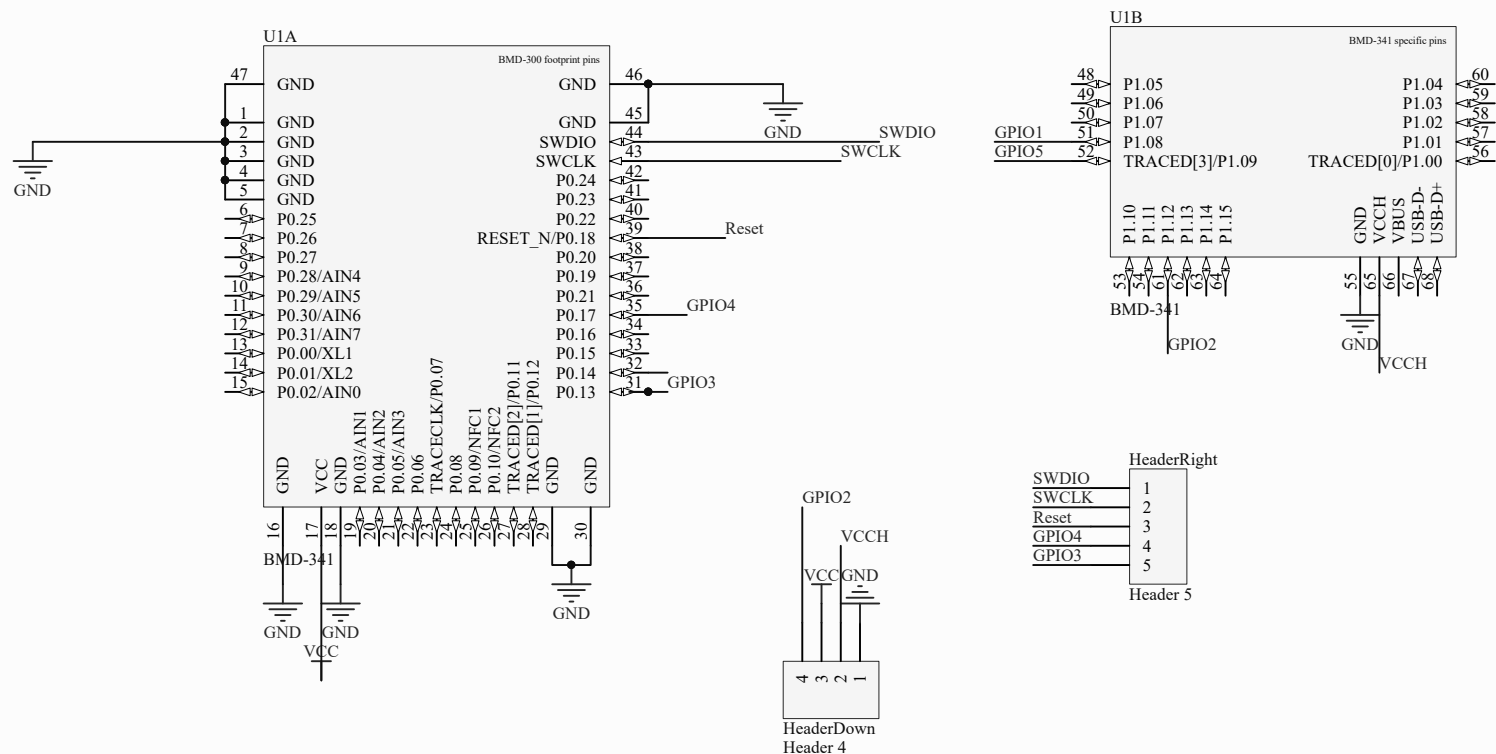 U1A
BMD-300 footprint pins
47 GND
GND 46
1 GND
GND 45
2 GND
SWDIO 44 SWDIO
3 GND
SWCLK 43 SWCLK
4 GND
P0.24 42
5 GND
P0.23 41
6 P0.25
P0.22 40
7 P0.26
RESET_N/P0.18 39 Reset
8 P0.27
P0.20 38
9 P0.28/AIN4
P0.19 37
10 P0.29/AIN5
P0.21 36
11 P0.30/AIN6
P0.17 35 GPIO4
12 P0.31/AIN7
P0.16 34
13 P0.00/XL1
P0.15 33
14 P0.01/XL2
P0.14 32
15 P0.02/AIN0
P0.13 31 GPIO3
GND
GND
16 GND
17 VCC
18 GND
19 P0.03/AIN1
20 P0.04/AIN2
21 P0.05/AIN3
22 P0.06
23 TRACECLK/P0.07
24 P0.08
25 P0.09/NFC1
26 P0.10/NFC2
27 TRACED[2]/P0.11
28 TRACED[1]/P0.12
29 GND
30 GND
BMD-341
GND
GND
GND
VCC
U1B
BMD-341 specific pins
48 P1.05
P1.04 60
49 P1.06
P1.03 59
50 P1.07
P1.02 58
GPIO1 51 P1.08
P1.01 57
GPIO5 52 TRACED[3]/P1.09
TRACED[0]/P1.00 56
53 P1.10
54 P1.11
61 P1.12
62 P1.13
63 P1.14
64 P1.15
55 GND
65 VCCH
66 VBUS
67 USB-D-
68 USB-D+
BMD-341
GPIO2
GND
VCCH
HeaderRight
SWDIO 1
SWCLK 2
Reset 3
GPIO4 4
GPIO3 5
Header 5
GPIO2
VCCH
VCC
GND
4 3 2 1
HeaderDown
Header 4